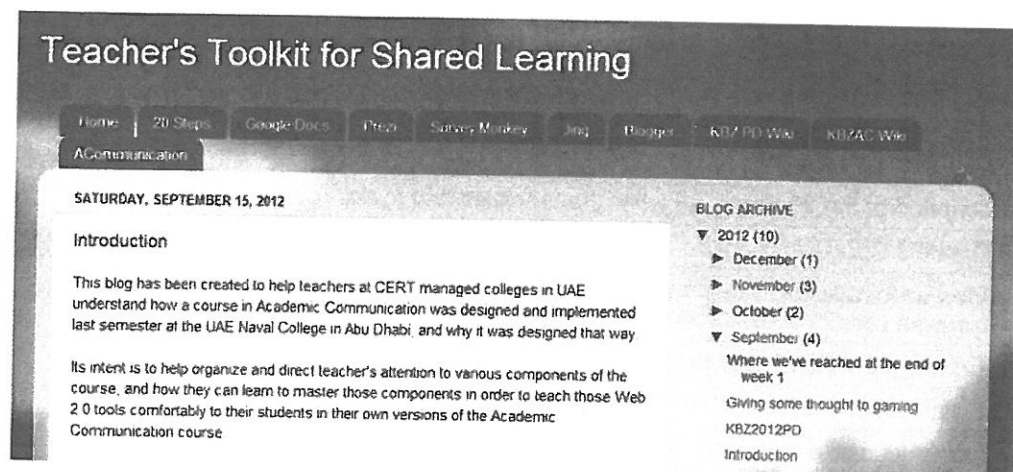 Teacher's Toolkit for Shared Learning
Home 20 Steps Google Docs Prezi Survey Monkey Jing Blogger KBZ PD Wiki KBZAC Wiki
ACommunication
SATURDAY, SEPTEMBER 15, 2012
Introduction
This blog has been created to help teachers at CERT managed colleges in UAE
understand how a course in Academic Communication was designed and implemented
last semester at the UAE Naval College in Abu Dhabi, and why it was designed that way
Its intent is to help organize and direct teacher's attention to various components of the
course, and how they can learn to master those components in order to teach those Web
2 0 tools comfortably to their students in their own versions of the Academic
Communication course
BLOG ARCHIVE
▼ 2012 (10)
► December (1)
► November (3)
► October (2)
▼ September (4)
Where we've reached at the end of
week 1
Giving some thought to gaming
KBZ2012PD
Introduction